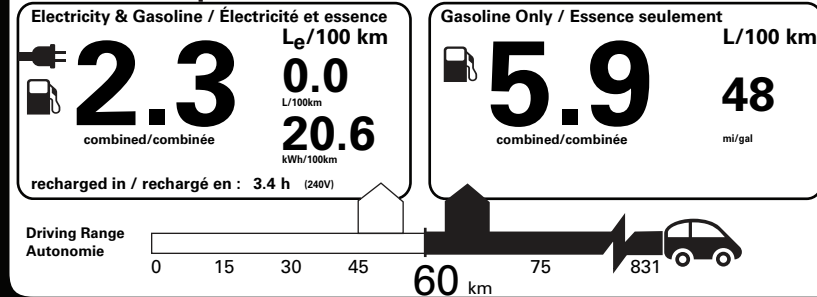 Electricity & Gasoline / Électricité et essence
2.3
combined/combinée
Le/100 km
0.0
L/100km
20.6
kWh/100km
recharged in / rechargé en : 3.4 h (240V)
Gasoline Only / Essence seulement
5.9
combined/combinée
L/100 km
48
mi/gal
Driving Range
Autonomie
0 15 30 45 60 km 75 831